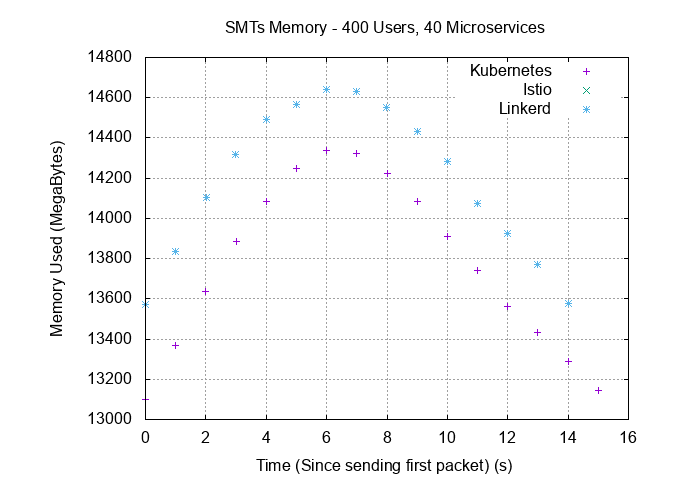 SMTs Memory - 400 Users, 40 Microservices
14800
14600
14400
14200
14000
13800
13600
13400
13200
13000
Memory Used (MegaBytes)
Kubernetes
Istio
Linkerd
0 2 4 6 8 10 12 14 16
Time (Since sending first packet) (s)